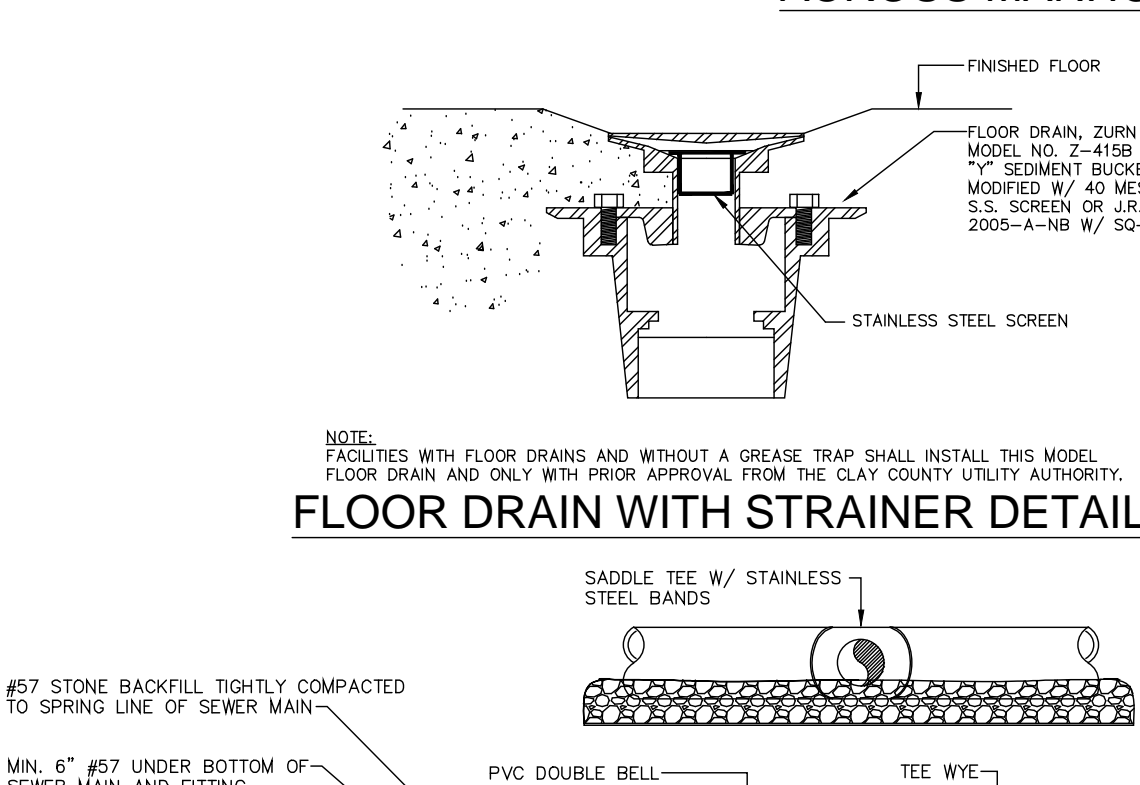 FINISHED FLOOR
FLOOR DRAIN, ZURN
MODEL NO. Z-415B
"Y" SEDIMENT
MODIFIED W/ 40
S.S. SCREEN OR J.R.
2005-A-NB W/
STAINLESS STEEL SCREEN
NOTE:
FACILITIES WITH FLOOR DRAINS AND WITHOUT A GREASE TRAP SHALL INSTALL THIS MODEL
FLOOR DRAIN AND ONLY WITH PRIOR APPROVAL FROM THE CLAY COUNTY UTILITY AUTHORITY.
FLOOR DRAIN WITH STRAINER DETAIL
SADDLE TEE W/ STAINLESS
STEEL BANDS
#57 STONE BACKFILL TIGHTLY COMPACTED
TO SPRING LINE OF SEWER MAIN
MIN. 6" #57 UNDER BOTTOM OF
SEWER MAIN AND FITTING
PVC DOUBLE BELL
TEE WYE